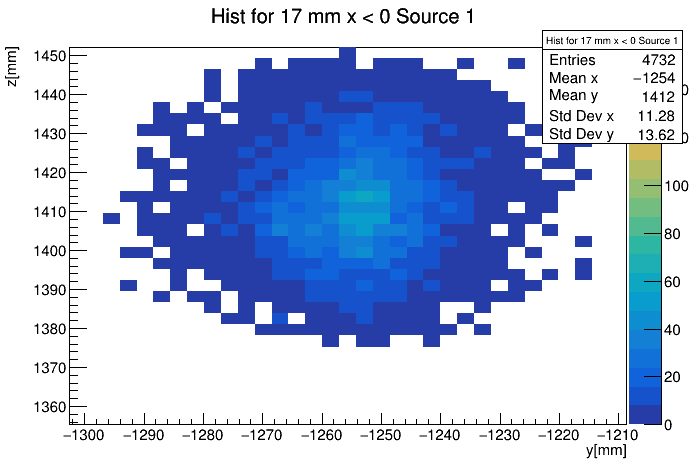 Hist for 17 mm x < 0 Source 1
Hist for 17 mm x < 0 Source 1
Entries 4732
Mean x −1254
Mean y 1412
Std Dev x 11.28
Std Dev y 13.62
z[mm]
1450
1440
1430
1420
1410
1400
1390
1380
1370
1360
100
80
60
40
20
0
−1300 −1290 −1280 −1270 −1260 −1250 −1240 −1230 −1220 −1210
y[mm]